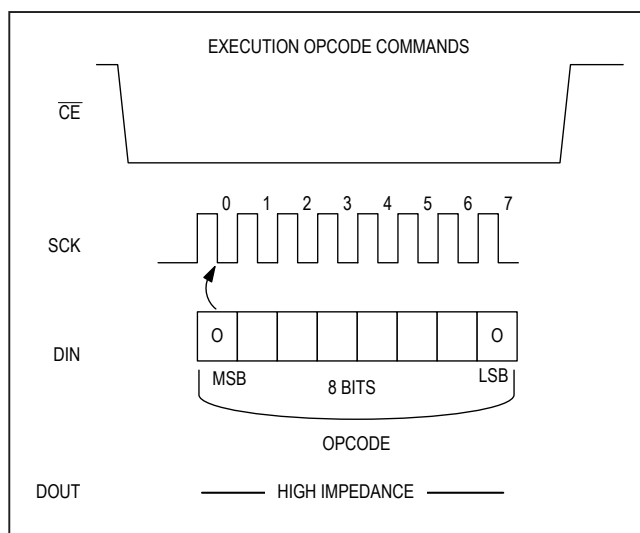 EXECUTION OPCODE COMMANDS
CE
0 1 2 3 4 5 6 7
SCK
DIN
O O
MSB 8 BITS LSB
OPCODE
DOUT HIGH IMPEDANCE